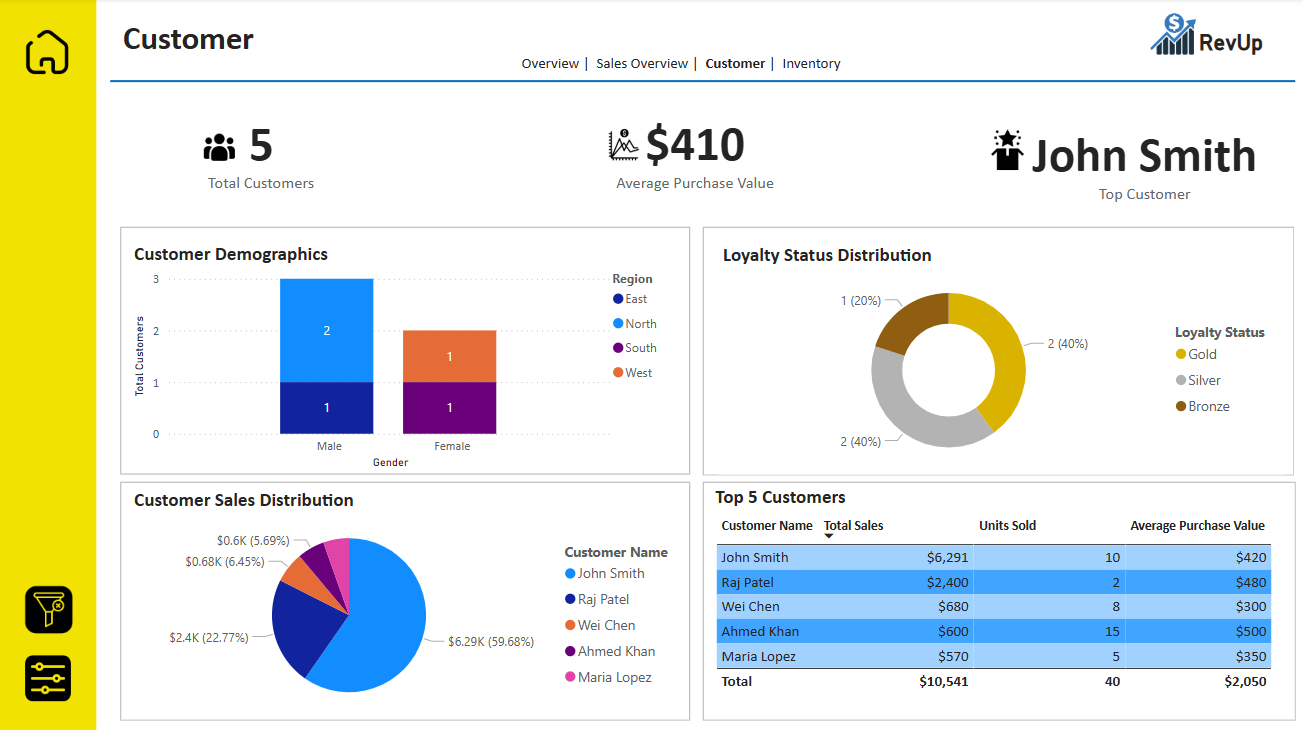 Customer
RevUp
Overview | Sales Overview | Customer | Inventory
5
Total Customers
$410
Average Purchase Value
John Smith
Top Customer
Customer Demographics
Total Customers
3
2
1
0
2
1
1
1
Male
Female
Gender
Region
East
North
South
West
Loyalty Status Distribution
1 (20%)
2 (40%)
2 (40%)
Loyalty Status
Gold
Silver
Bronze
Customer Sales Distribution
$0.6K (5.69%)
$0.68K (6.45%)
$2.4K (22.77%)
$6.29K (59.68%)
Customer Name
John Smith
Raj Patel
Wei Chen
Ahmed Khan
Maria Lopez
Top 5 Customers
Customer Name Total Sales Units Sold Average Purchase Value
John Smith $6,291 10 $420
Raj Patel $2,400 2 $480
Wei Chen $680 8 $300
Ahmed Khan $600 15 $500
Maria Lopez $570 5 $350
Total $10,541 40 $2,050